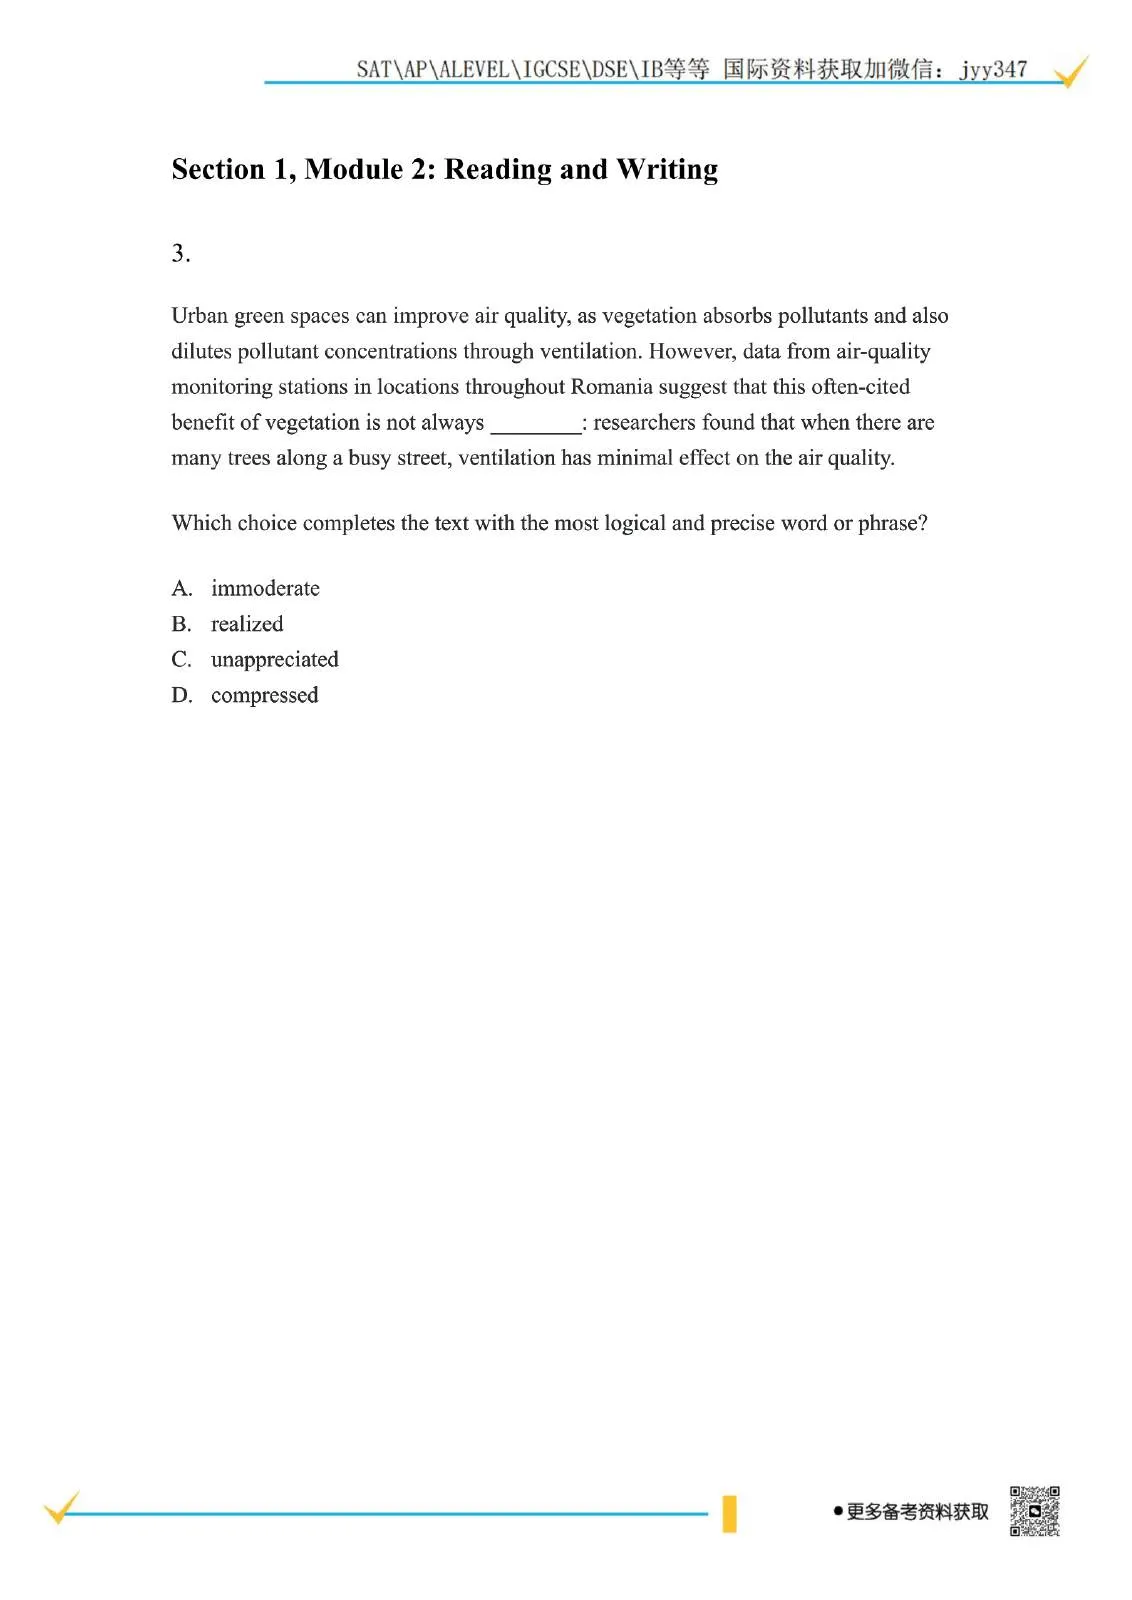 SAT\AP\ALEVEL\IGCSE\DSE\IB等等 国际资料获取加微信：jyy347
Section 1, Module 2: Reading and Writing
3.
Urban green spaces can improve air quality, as vegetation absorbs pollutants and also
dilutes pollutant concentrations through ventilation. However, data from air-quality
monitoring stations in locations throughout Romania suggest that this often-cited
benefit of vegetation is not always ________: researchers found that when there are
many trees along a busy street, ventilation has minimal effect on the air quality.
Which choice completes the text with the most logical and precise word or phrase?
A. immoderate
B. realized
C. unappreciated
D. compressed
●更多备考资料获取